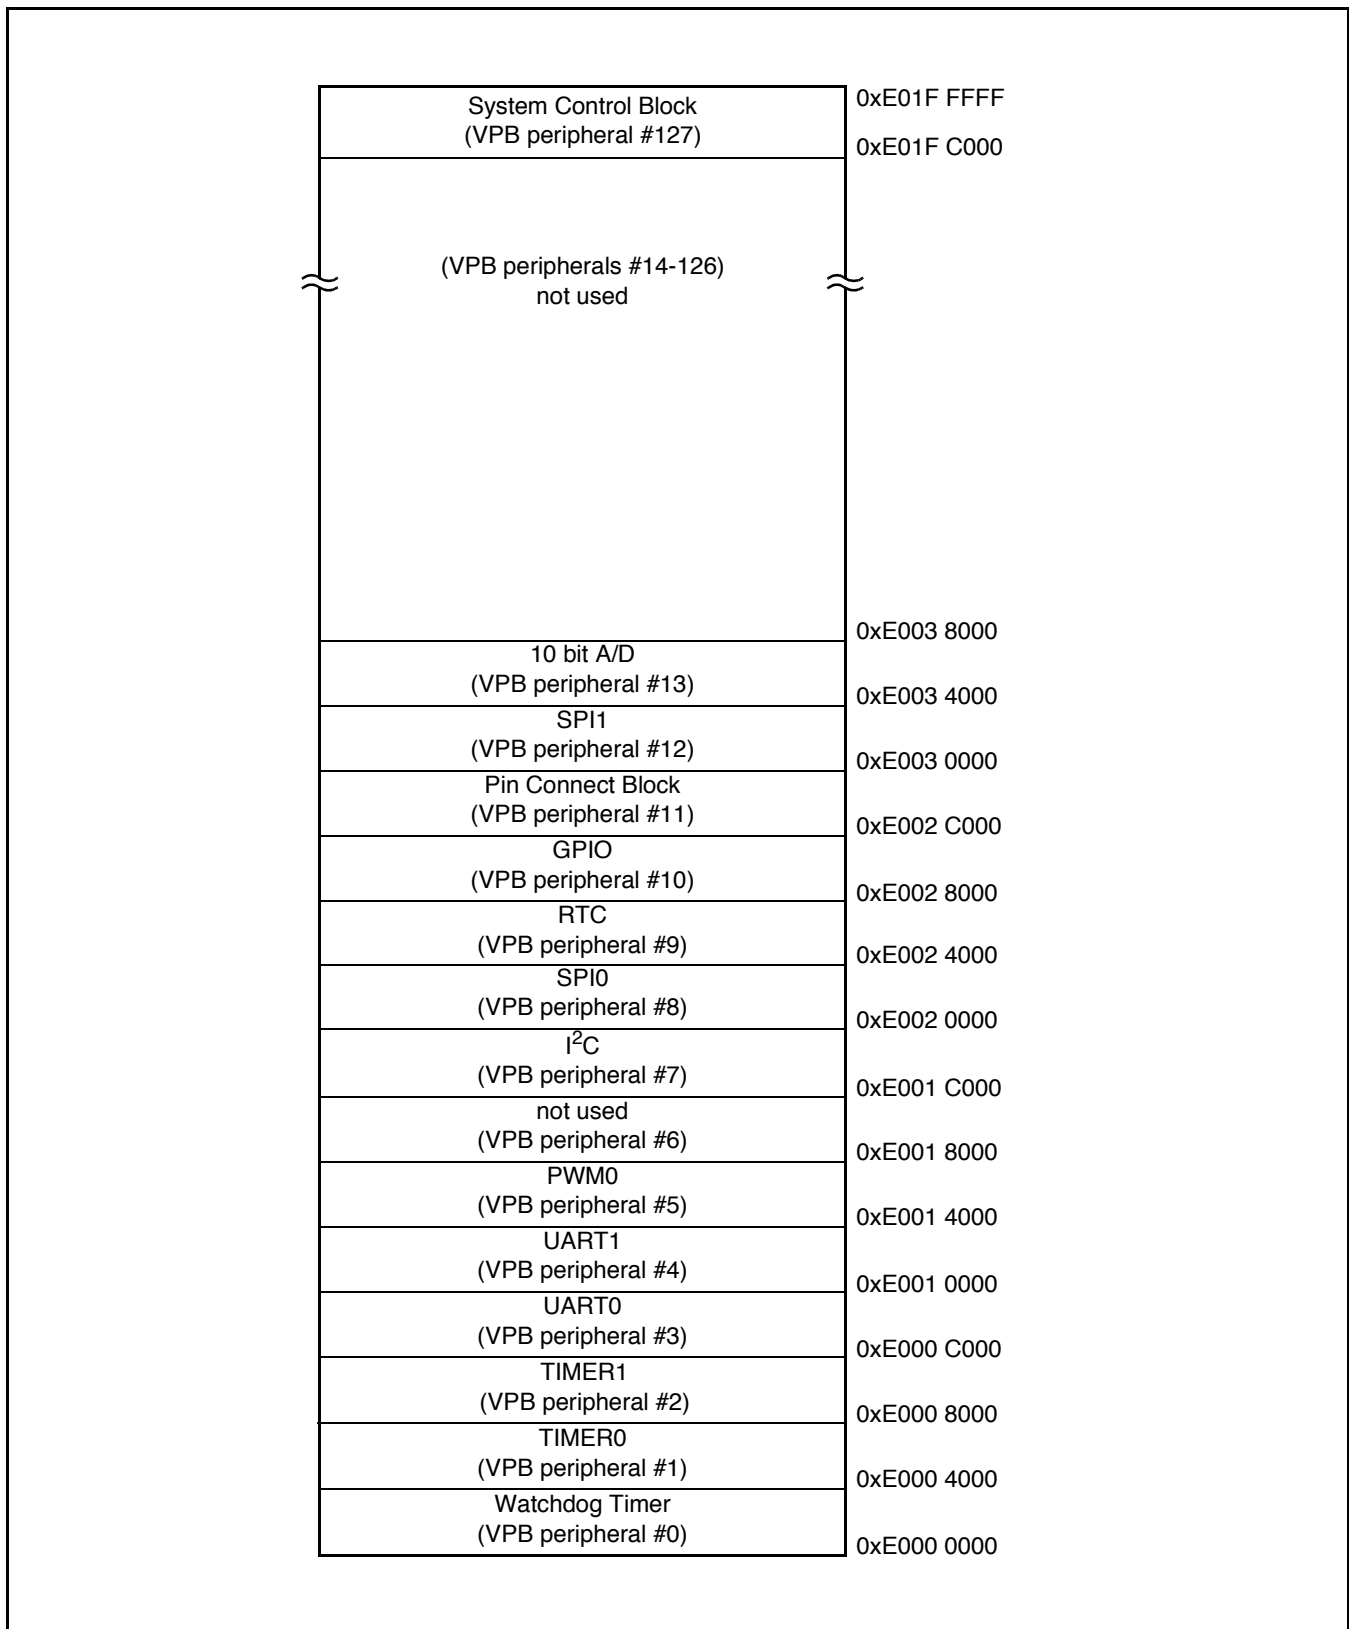 System Control Block
(VPB peripheral #127)
0xE01F FFFF
0xE01F C000
(VPB peripherals #14-126)
not used
0xE003 8000
10 bit A/D
(VPB peripheral #13)
0xE003 4000
SPI1
(VPB peripheral #12)
0xE003 0000
Pin Connect Block
(VPB peripheral #11)
0xE002 C000
GPIO
(VPB peripheral #10)
0xE002 8000
RTC
(VPB peripheral #9)
0xE002 4000
SPI0
(VPB peripheral #8)
0xE002 0000
I²C
(VPB peripheral #7)
0xE001 C000
not used
(VPB peripheral #6)
0xE001 8000
PWM0
(VPB peripheral #5)
0xE001 4000
UART1
(VPB peripheral #4)
0xE001 0000
UART0
(VPB peripheral #3)
0xE000 C000
TIMER1
(VPB peripheral #2)
0xE000 8000
TIMER0
(VPB peripheral #1)
0xE000 4000
Watchdog Timer
(VPB peripheral #0)
0xE000 0000